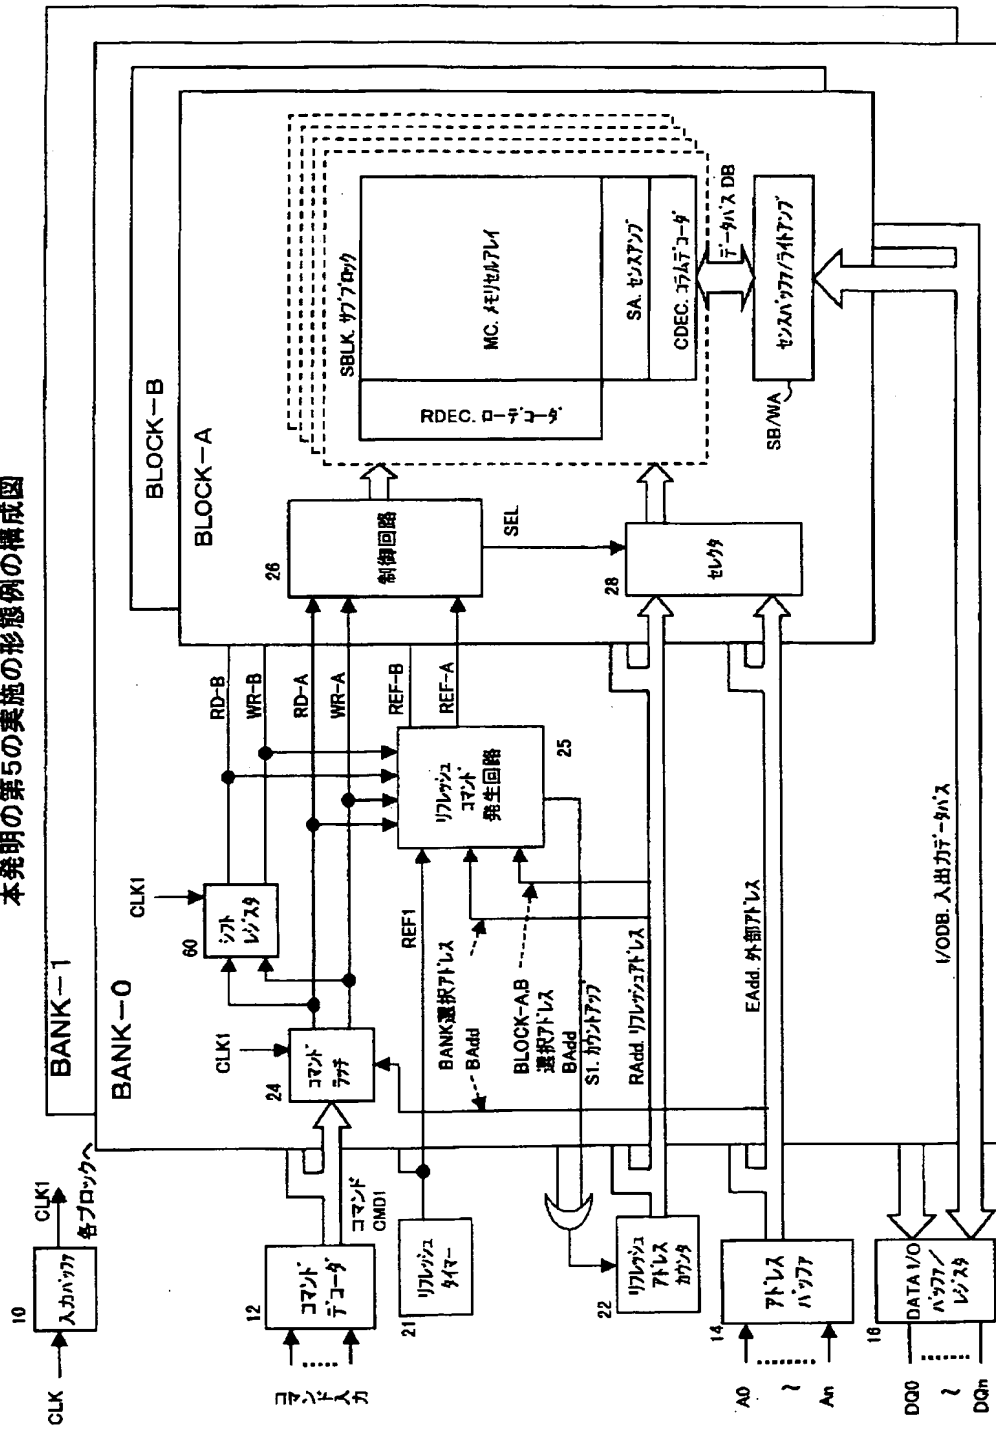 本発明の第5の実施の形態例の構成図
CLK
10
入力バッファ
CLK1
各ブロックへ
BANK-1
BANK-0
BLOCK-B
BLOCK-A
コマンド入力
12
コマンド
デコーダ
コマンド
CMD1
CLK1
24
コマンド
ラッチ
CLK1
60
シフト
レジスタ
RD-B
WR-B
RD-A
WR-A
REF-B
REF-A
26
制御回路
SEL
SBLK. サブブロック
RDEC. ローデコーダ
MC. メモリセルアレイ
SA. センスアンプ
CDEC. コラムデコーダ
データバス DB
21
リフレッシュ
タイマー
REF1
リフレッシュ
コマンド
発生回路
25
BANK選択アドレス
BAdd
BLOCK-A,B
選択アドレス
BAdd
S1. カウントアップ
22
リフレッシュ
アドレス
カウンタ
RAdd. リフレッシュアドレス
28
セレクタ
SB/WA
センスバッファ/ライトアンプ
14
アドレス
バッファ
A0
~
An
EAdd. 外部アドレス
16
DATA I/O
バッファ/
レジスタ
DQ0
~
DQn
I/ODB. 入出力データバス